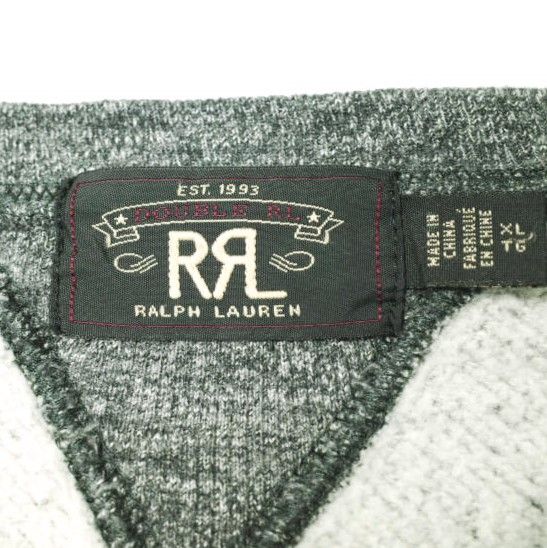 EST. 1993
DOUBLE RL
RRL
RALPH LAUREN
MADE IN
CHINA
FABRIQUÉ
EN CHINE
XL
TG